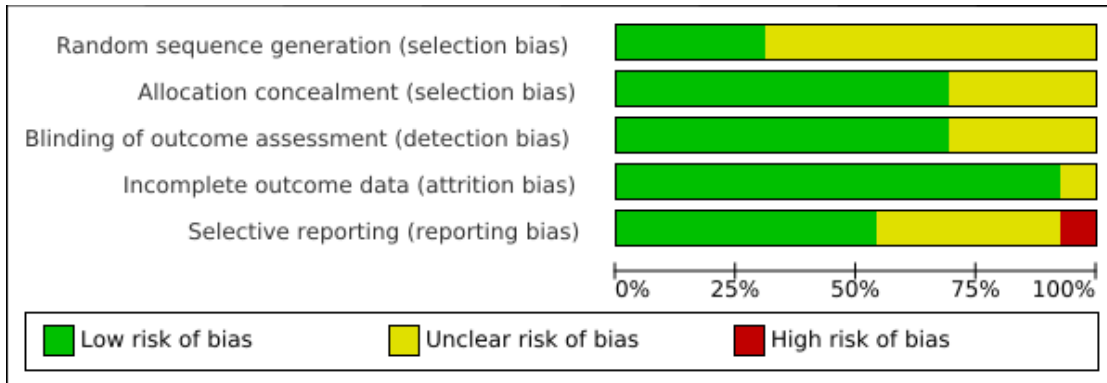 Random sequence generation (selection bias)
Allocation concealment (selection bias)
Blinding of outcome assessment (detection bias)
Incomplete outcome data (attrition bias)
Selective reporting (reporting bias)
0% 25% 50% 75% 100%
Low risk of bias Unclear risk of bias High risk of bias